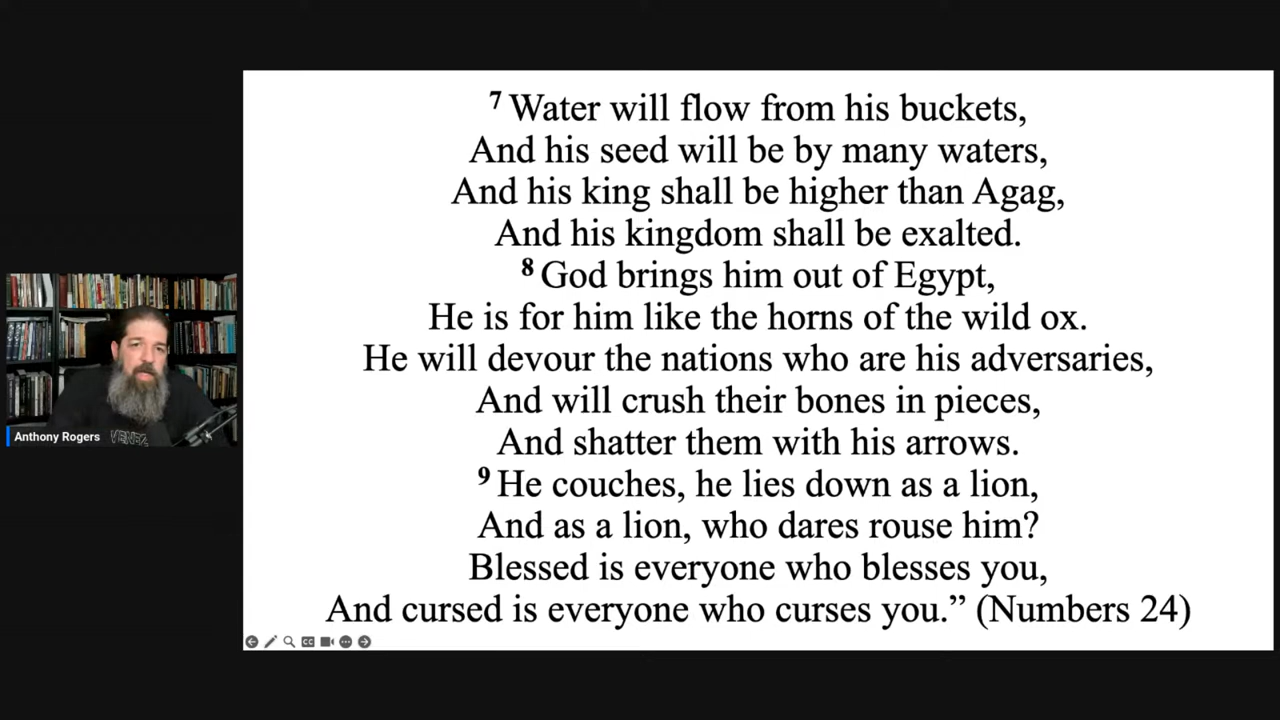 7 Water will flow from his buckets,
And his seed will be by many waters,
And his king shall be higher than Agag,
And his kingdom shall be exalted.
8 God brings him out of Egypt,
He is for him like the horns of the wild ox.
He will devour the nations who are his adversaries,
And will crush their bones in pieces,
And shatter them with his arrows.
9 He couches, he lies down as a lion,
And as a lion, who dares rouse him?
Blessed is everyone who blesses you,
And cursed is everyone who curses you.” (Numbers 24)
Anthony Rogers